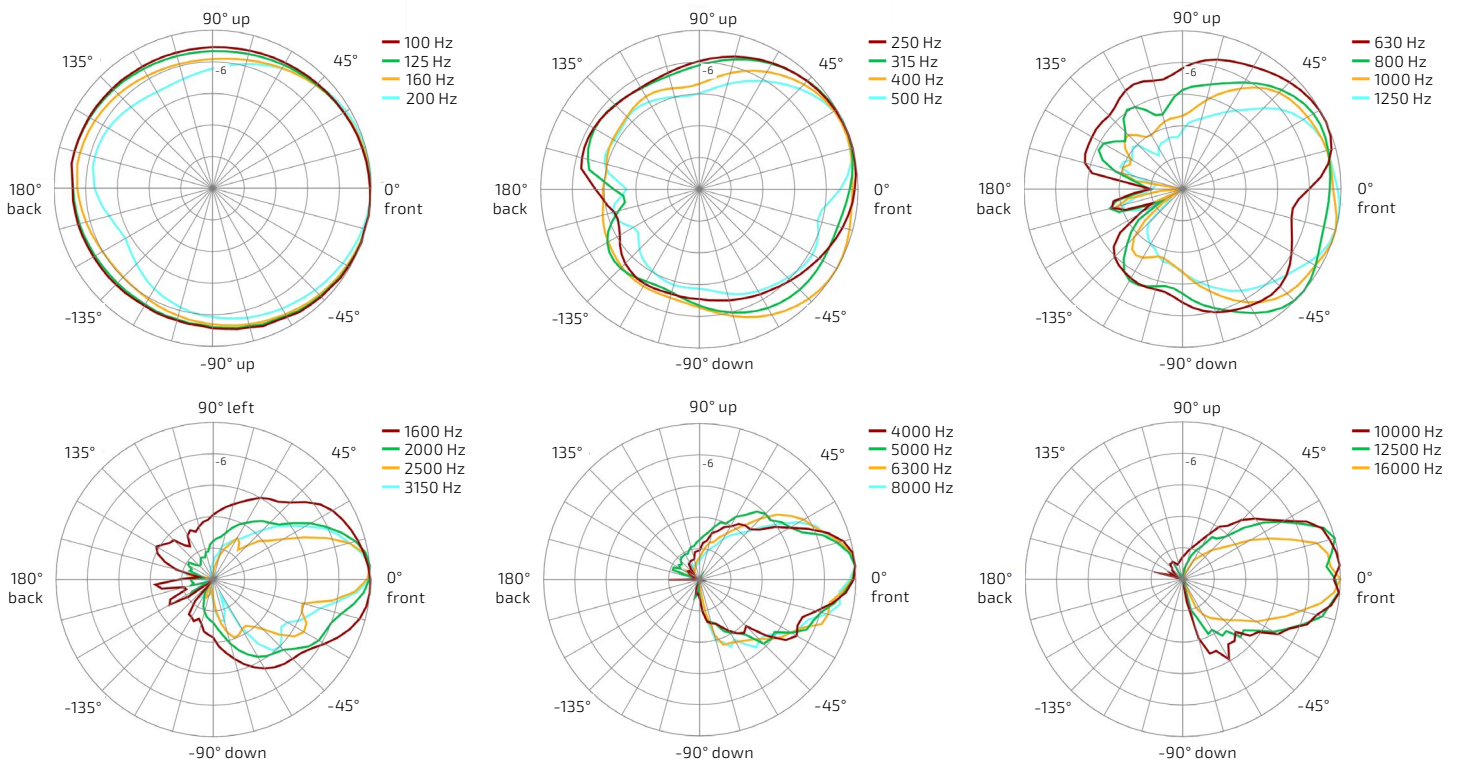 90° up
135°
45°
-6
180°
back
0°
front
-135°
-45°
-90° up
100 Hz
125 Hz
160 Hz
200 Hz
90° up
135°
45°
-6
180°
back
0°
front
-135°
-45°
-90° down
250 Hz
315 Hz
400 Hz
500 Hz
90° up
135°
45°
-6
180°
back
0°
front
-135°
-45°
-90° down
630 Hz
800 Hz
1000 Hz
1250 Hz
90° left
135°
45°
-6
180°
back
0°
front
-135°
-45°
-90° down
1600 Hz
2000 Hz
2500 Hz
3150 Hz
90° up
135°
45°
-6
180°
back
0°
front
-135°
-45°
-90° down
4000 Hz
5000 Hz
6300 Hz
8000 Hz
90° up
135°
45°
-6
180°
back
0°
front
-135°
-45°
-90° down
10000 Hz
12500 Hz
16000 Hz